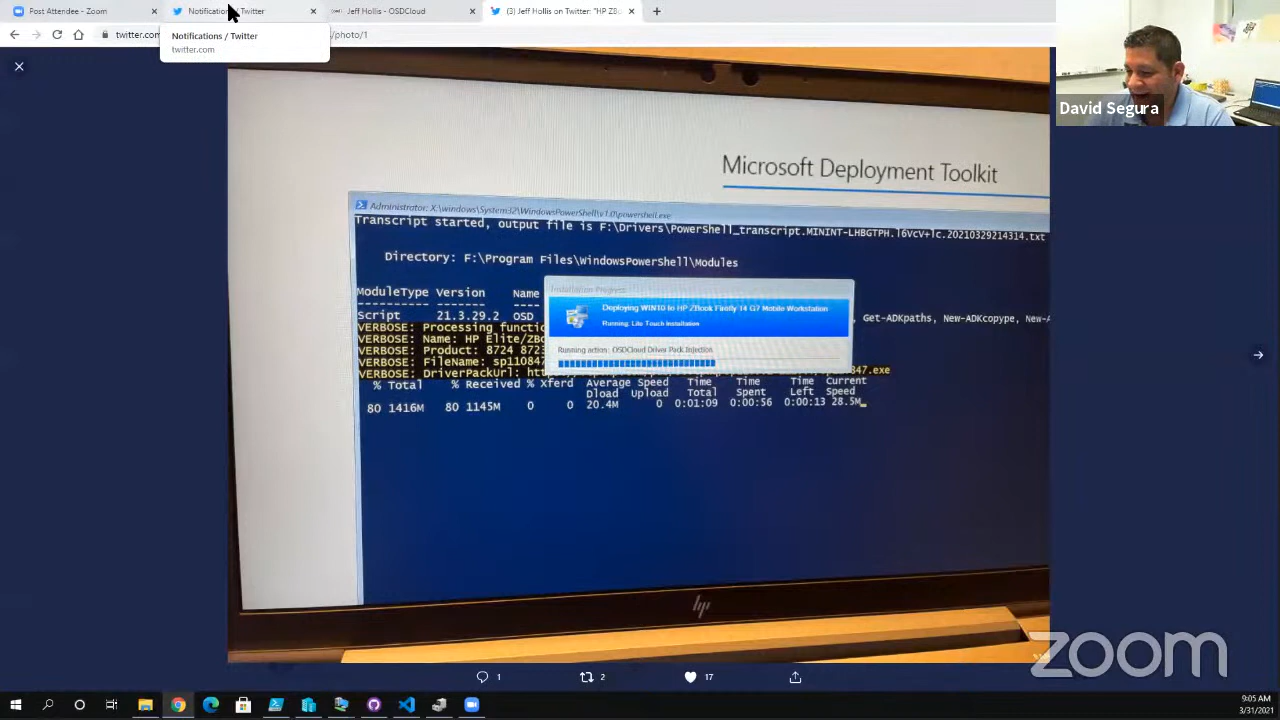 Post Attendee - Zoom
Notifications / Twitter
Jeff Hollis - OSDCloud
(3) Jeff Hollis on Twitter: "HP ZBo
Notifications / Twitter
twitter.com
twitter.com
/photo/1
David Segura
Microsoft Deployment Toolkit
Administrator: X:\windows\System32\WindowsPowerShell\v1.0\powershell.exe
Transcript started, output file is F:\Drivers\PowerShell_transcript.MININT-LHBGTPH.l6VcV+lc.20210329214314.txt
Directory: F:\Program Files\WindowsPowerShell\Modules
ModuleType Version Name
Script 21.3.29.2 OSD
, Get-ADKpaths, New-ADKcopype, New-A
VERBOSE: Processing functio
VERBOSE: Name: HP Elite/ZBo
VERBOSE: Product: 8724 872
VERBOSE: FileName: sp110847
VERBOSE: DriverPackUrl: ht
847.exe
Installation Progress
Deploying WIN10 to HP ZBook Firefly 14 G7 Mobile Workstation
Running: Lite Touch Installation
Running action: OSDCloud Driver Pack Injection
% Total % Received % Xferd Average Speed Time Time Time Current
Dload Upload Total Spent Left Speed
80 1416M 80 1145M 0 0 20.4M 0 0:01:09 0:00:56 0:00:13 28.5M
hp
1
2
17
zoom
9:05 AM
3/31/2021